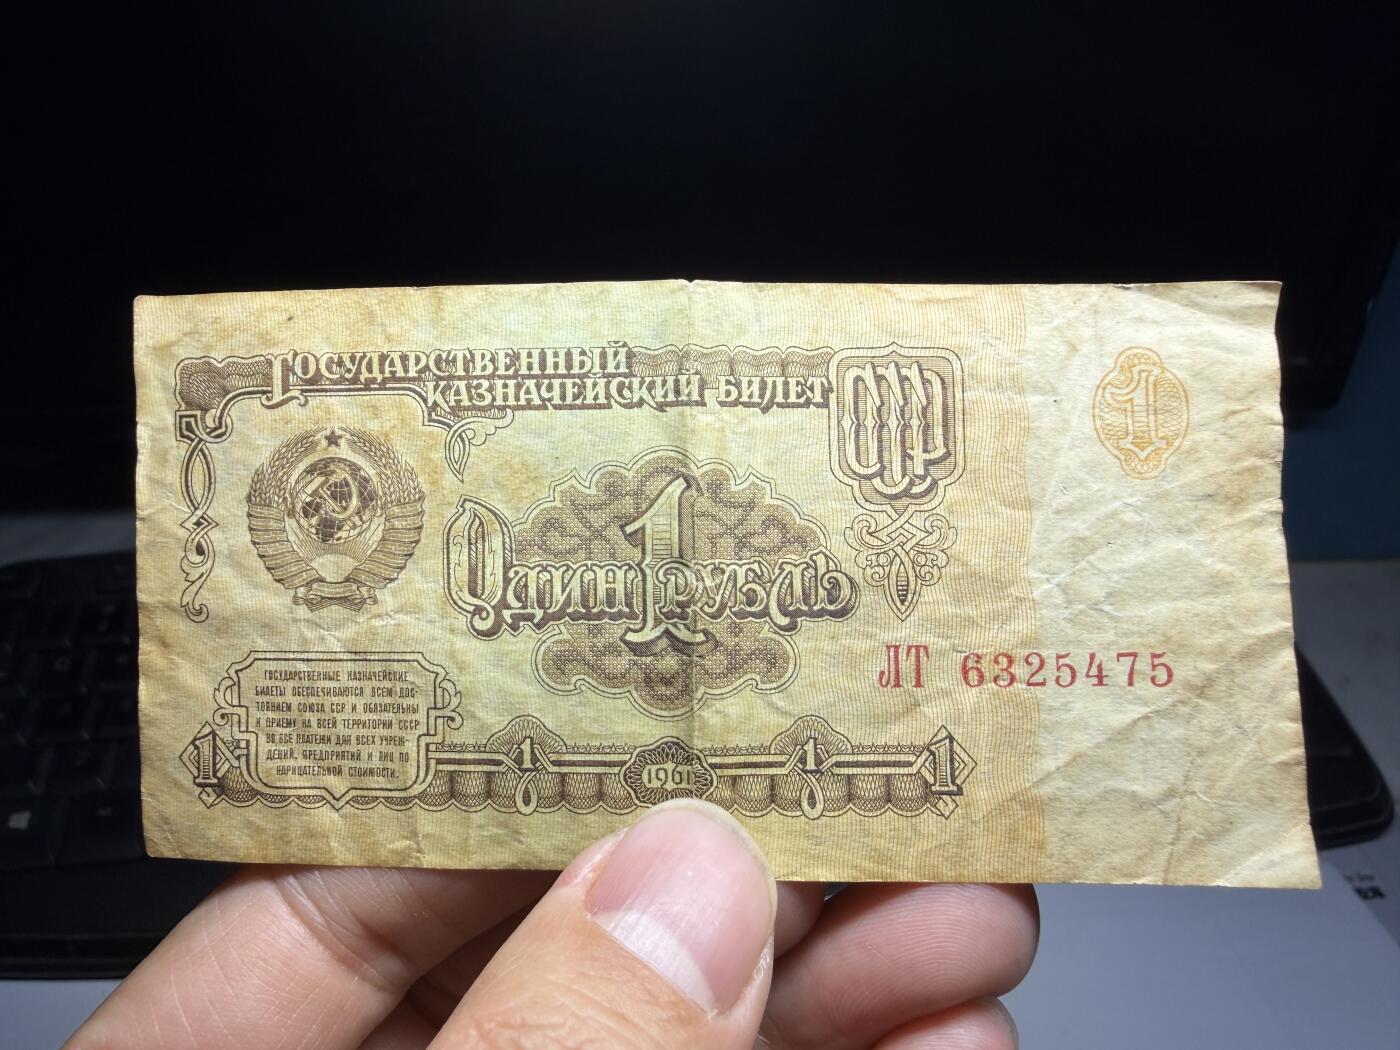 ГОСУДАРСТВЕННЫЙ
КАЗНАЧЕЙСКИЙ БИЛЕТ
СССР
1
1
ОДИН РУБЛЬ
ЛТ 6325475
ГОСУДАРСТВЕННЫЕ КАЗНАЧЕЙСКИЕ
БИЛЕТЫ ОБЕСПЕЧИВАЮТСЯ ВСЕМ ДОС-
ТОЯНИЕМ СОЮЗА ССР И ОБЯЗАТЕЛЬНЫ
К ПРИЕМУ НА ВСЕЙ ТЕРРИТОРИИ СССР
ВО ВСЕ ПЛАТЕЖИ ДЛЯ ВСЕХ УЧРЕЖ-
ДЕНИЙ, ПРЕДПРИЯТИЙ И ЛИЦ ПО
НАРИЦАТЕЛЬНОЙ СТОИМОСТИ.
1 1 1961 1 1